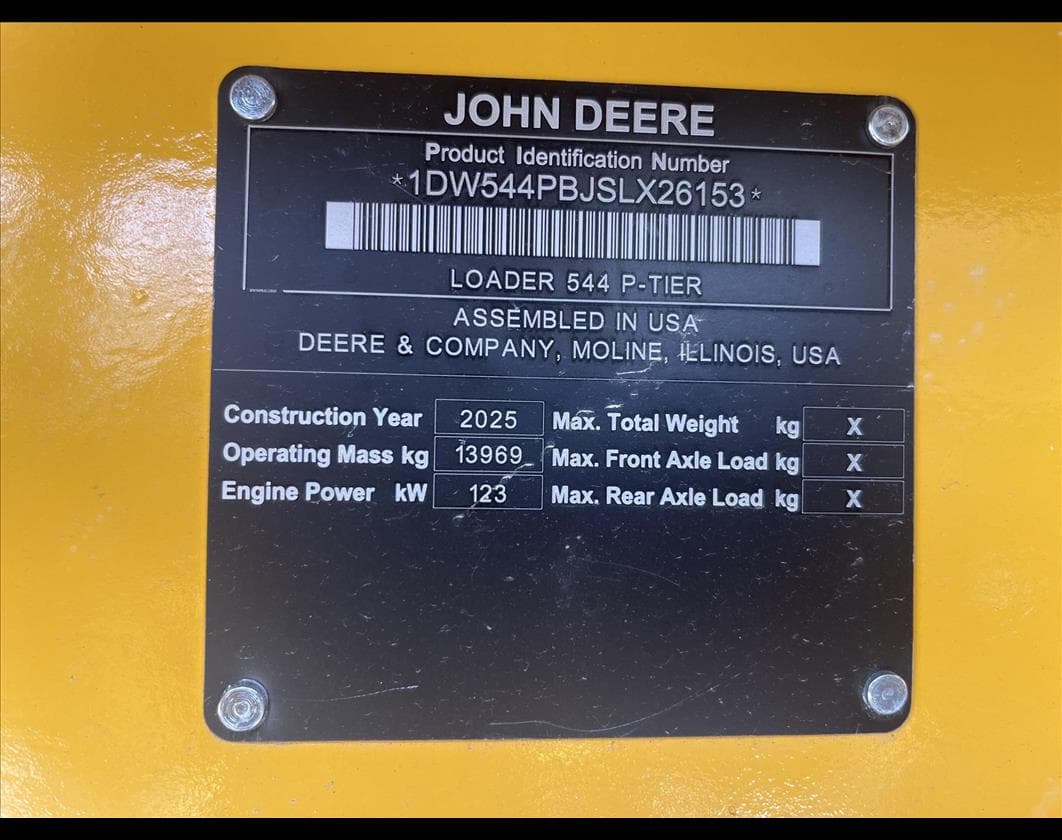 JOHN DEERE
Product Identification Number
*1DW544PBJSLX26153*
LOADER 544 P-TIER
ASSEMBLED IN USA
DEERE & COMPANY, MOLINE, ILLINOIS, USA
Construction Year 2025 Max. Total Weight kg X
Operating Mass kg 13969 Max. Front Axle Load kg X
Engine Power kW 123 Max. Rear Axle Load kg X